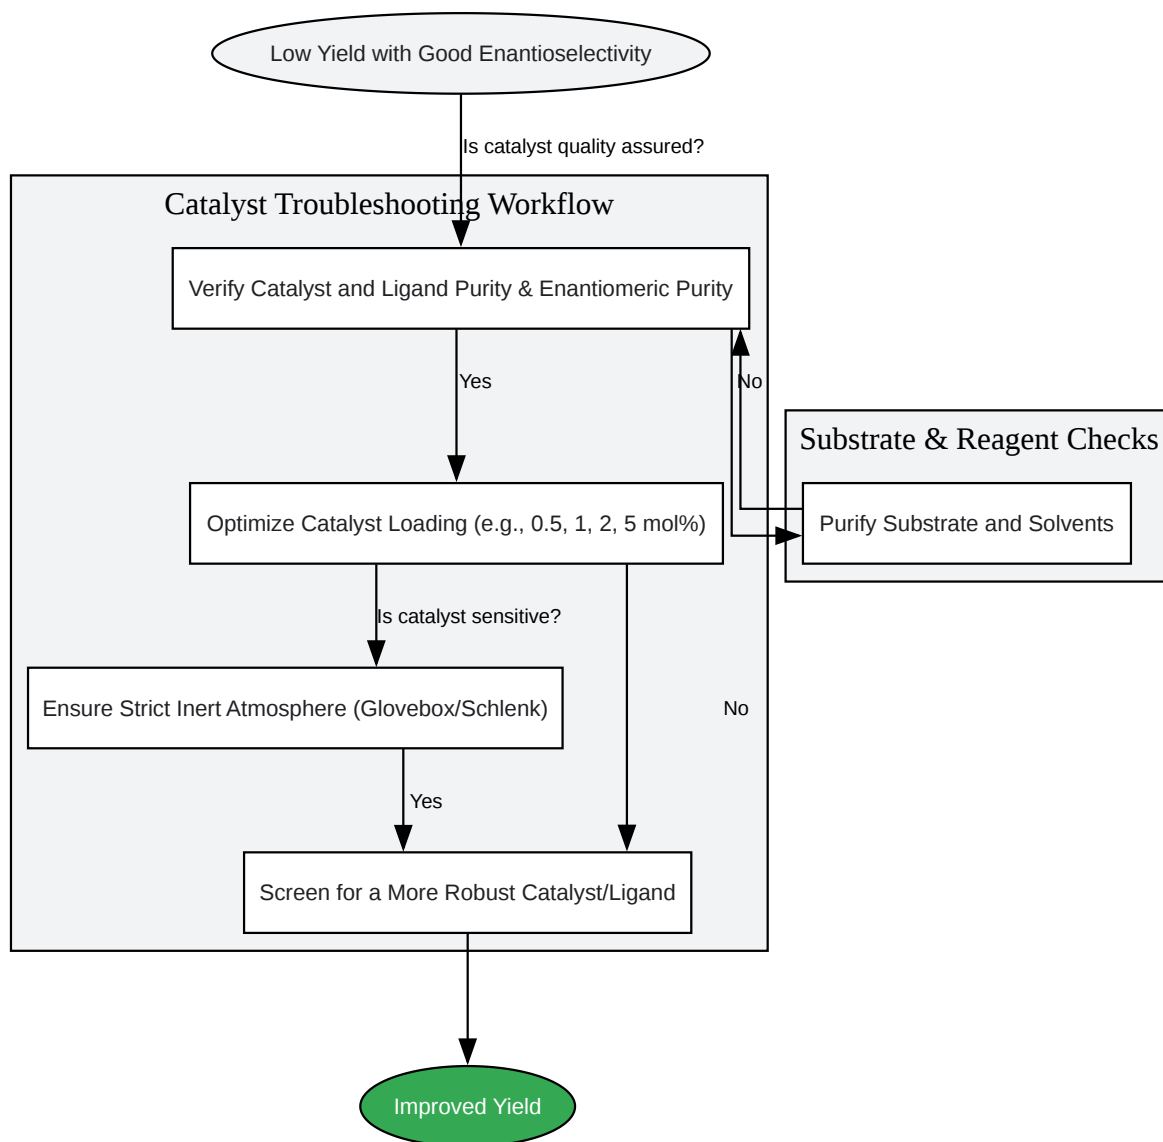 Low Yield with Good Enantioselectivity
Is catalyst quality assured?
Catalyst Troubleshooting Workflow
Verify Catalyst and Ligand Purity & Enantiomeric Purity
Yes
No
Substrate & Reagent Checks
Optimize Catalyst Loading (e.g., 0.5, 1, 2, 5 mol%)
Purify Substrate and Solvents
Is catalyst sensitive?
Ensure Strict Inert Atmosphere (Glovebox/Schlenk)
No
Yes
Screen for a More Robust Catalyst/Ligand
Improved Yield